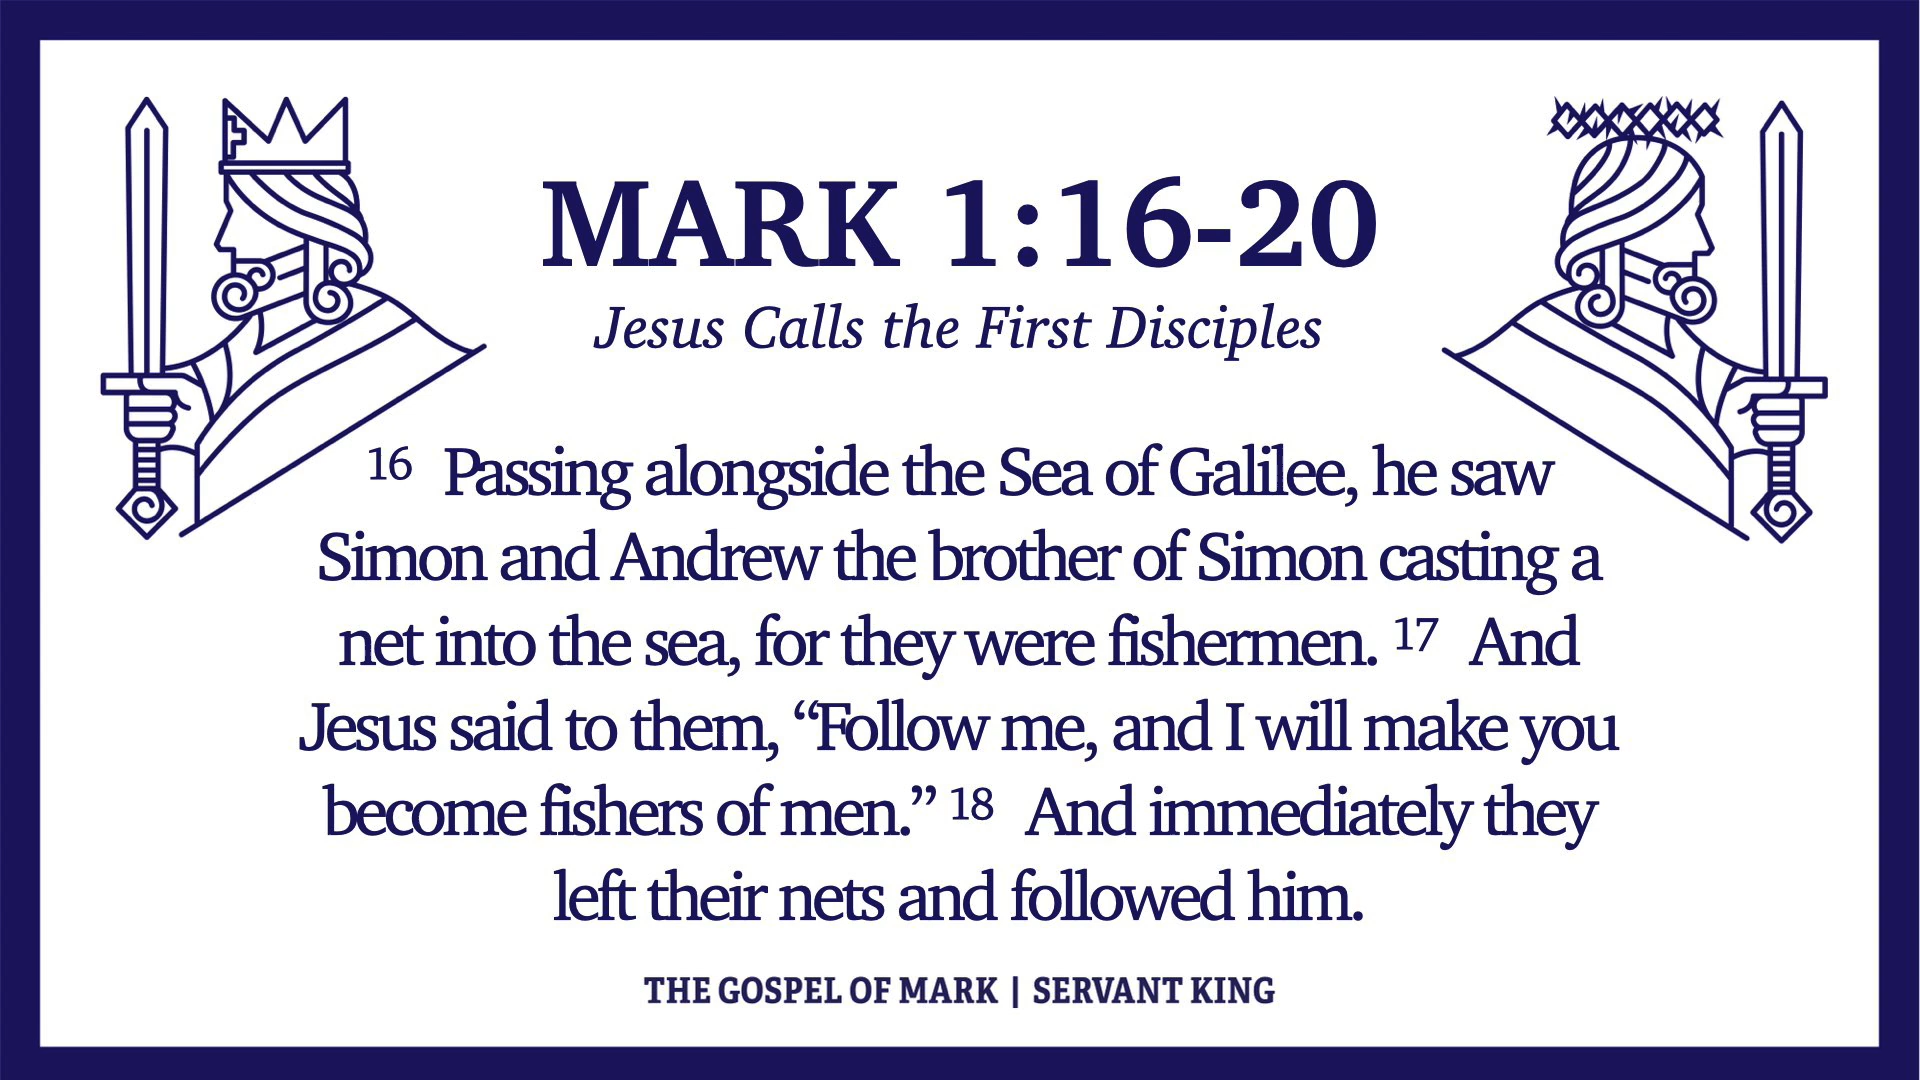 MARK 1:16-20
Jesus Calls the First Disciples
16 Passing alongside the Sea of Galilee, he saw
Simon and Andrew the brother of Simon casting a
net into the sea, for they were fishermen. 17 And
Jesus said to them, “Follow me, and I will make you
become fishers of men.” 18 And immediately they
left their nets and followed him.
THE GOSPEL OF MARK | SERVANT KING